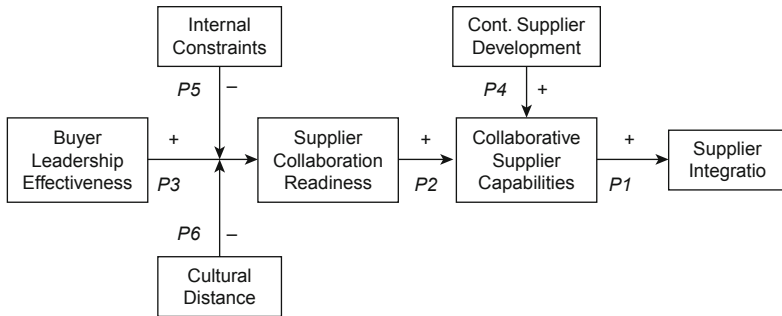 Internal
Constraints
Cont. Supplier
Development
P5
–
P4
+
Buyer
Leadership
Effectiveness
+
P3
Supplier
Collaboration
Readiness
+
P2
Collaborative
Supplier
Capabilities
+
P1
Supplier
Integratio
P6
–
Cultural
Distance